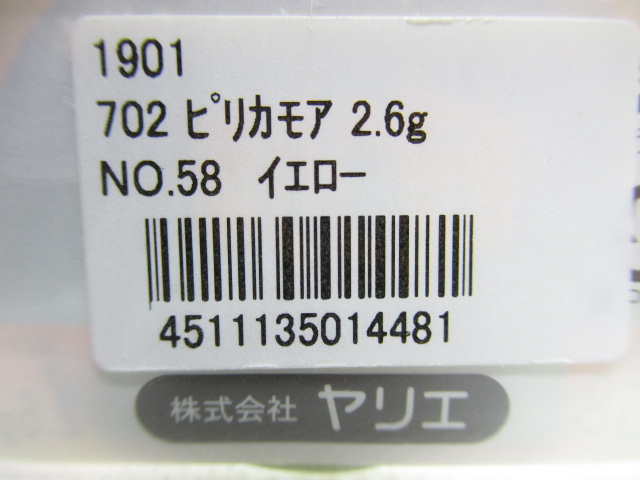 1901
702 ﾋﾟﾘｶﾓｱ 2.6g
NO.58 ｲｴﾛｰ
4511135014481
株式会社 ヤリエ